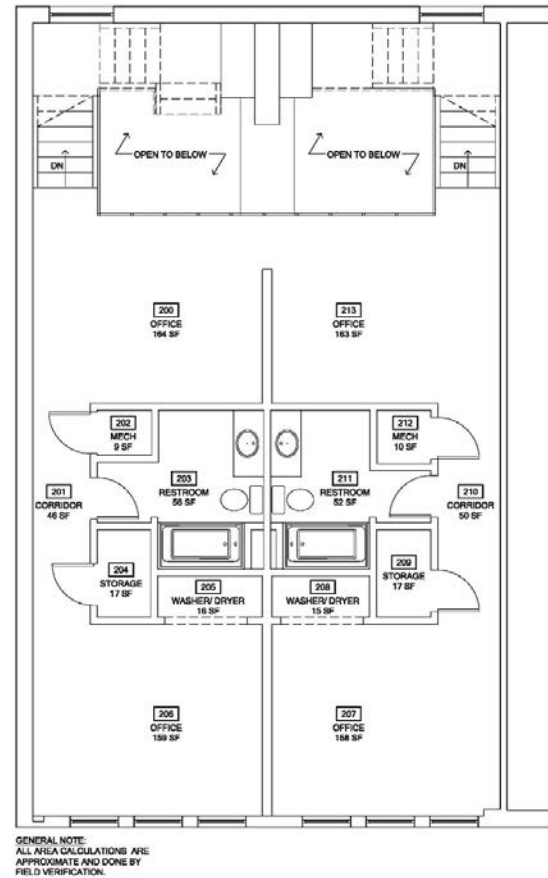 OPEN TO BELOW
OPEN TO BELOW
DN
DN
200
OFFICE
164 SF
213
OFFICE
163 SF
202
MECH
9 SF
212
MECH
10 SF
203
RESTROOM
56 SF
211
RESTROOM
52 SF
201
CORRIDOR
46 SF
210
CORRIDOR
50 SF
204
STORAGE
17 SF
209
STORAGE
17 SF
205
WASHER/ DRYER
16 SF
208
WASHER/ DRYER
15 SF
206
OFFICE
159 SF
207
OFFICE
158 SF
GENERAL NOTE:
ALL AREA CALCULATIONS ARE
APPROXIMATE AND DONE BY
FIELD VERIFICATION.